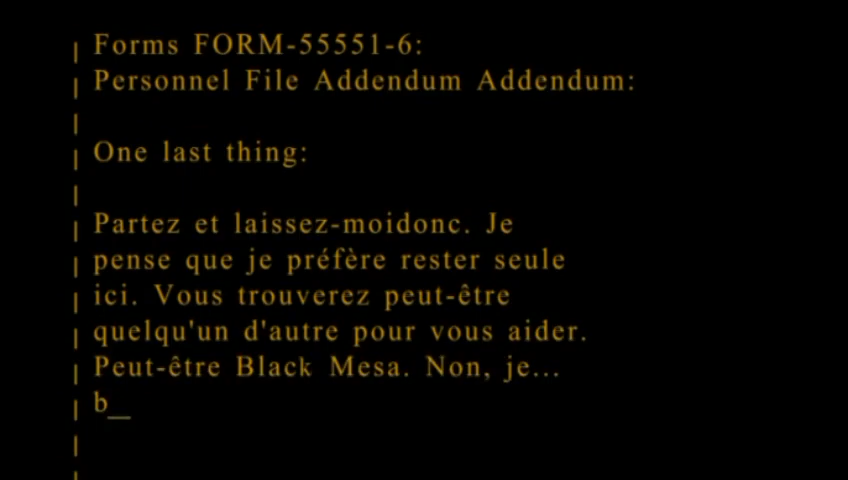 Forms FORM-55551-6:
Personnel File Addendum Addendum:
One last thing:
Partez et laissez-moidonc. Je
pense que je préfère rester seule
ici. Vous trouverez peut-être
quelqu'un d'autre pour vous aider.
Peut-être Black Mesa. Non, je...
b_